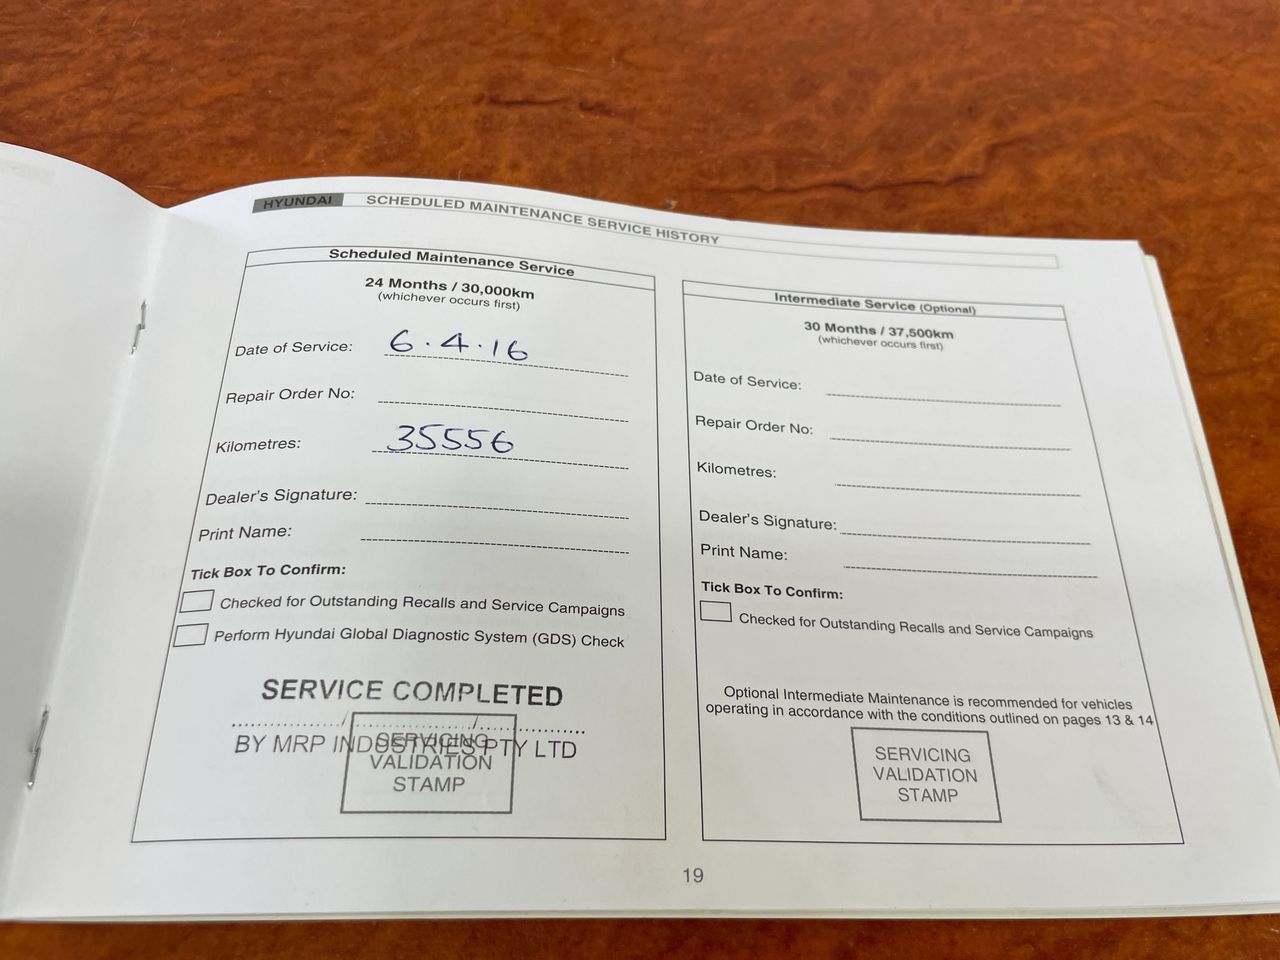 HYUNDAI SCHEDULED MAINTENANCE SERVICE HISTORY
Scheduled Maintenance Service
24 Months / 30,000km
(whichever occurs first)
Date of Service: 6.4.16
Repair Order No:
Kilometres: 35556
Dealer's Signature:
Print Name:
Tick Box To Confirm:
Checked for Outstanding Recalls and Service Campaigns
Perform Hyundai Global Diagnostic System (GDS) Check
SERVICE COMPLETED
BY MRP INDUSTRIES PTY LTD
SERVICING
VALIDATION
STAMP
Intermediate Service (Optional)
30 Months / 37,500km
(whichever occurs first)
Date of Service:
Repair Order No:
Kilometres:
Dealer's Signature:
Print Name:
Tick Box To Confirm:
Checked for Outstanding Recalls and Service Campaigns
Optional Intermediate Maintenance is recommended for vehicles
operating in accordance with the conditions outlined on pages 13 & 14
SERVICING
VALIDATION
STAMP
19